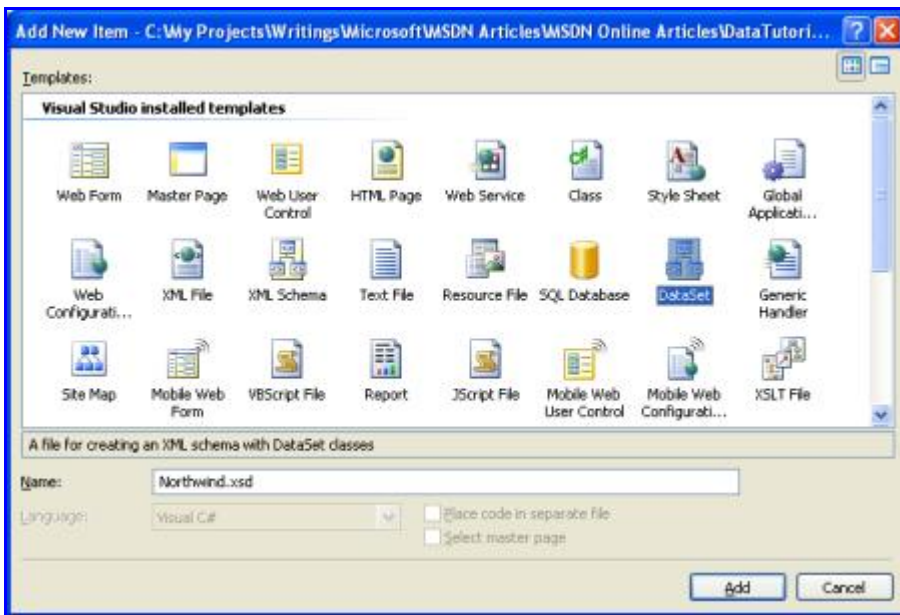 Add New Item - C:\My Projects\Writings\Microsoft\MSDN Articles\MSDN Online Articles\DataTutori...
Templates:
Visual Studio installed templates
Web Form Master Page Web User Control HTML Page Web Service Class Style Sheet Global Applicati...
Web Configurati... XML File XML Schema Text File Resource File SQL Database DataSet Generic Handler
Site Map Mobile Web Form VBScript File Report JScript File Mobile Web User Control Mobile Web Configurati... XSLT File
A file for creating an XML schema with DataSet classes
Name: Northwind.xsd
Language: Visual C# Place code in separate file
Select master page
Add Cancel